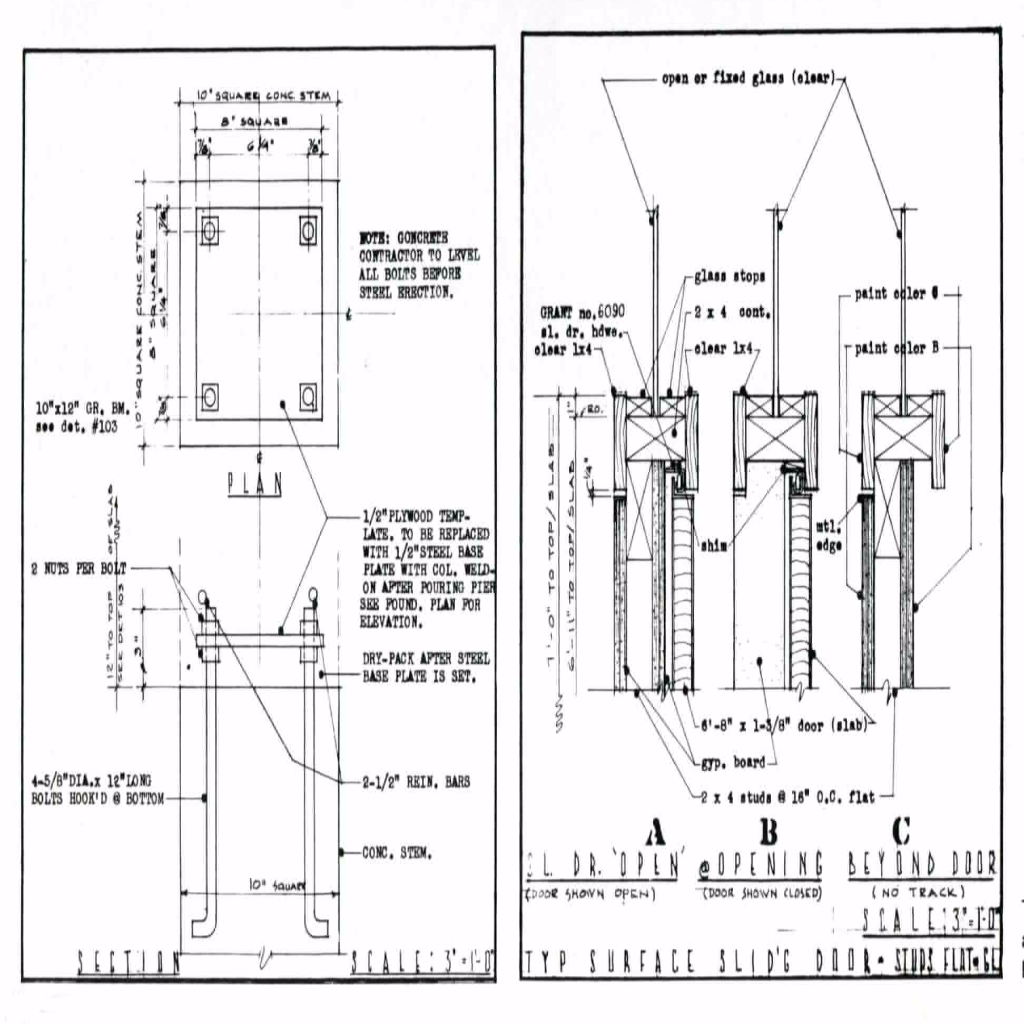 10" SQUARE CONC. STEM
8" SQUARE
7/8" 6 1/4" 7/8"
10" SQUARE CONC. STEM
8" SQUARE
7/8"
6 1/4"
7/8"
NOTE: CONCRETE
CONTRACTOR TO LEVEL
ALL BOLTS BEFORE
STEEL ERECTION.
10"x12" GR. BM.
see det. #103
PLAN
12" TO TOP OF SLAB
SEE DET 103
3"
2 NUTS PER BOLT
1/2"PLYWOOD TEMP-
LATE. TO BE REPLACED
WITH 1/2"STEEL BASE
PLATE WITH COL. WELD-
ON AFTER POURING PIER
SEE FOUND. PLAN FOR
ELEVATION.
DRY-PACK AFTER STEEL
BASE PLATE IS SET.
4-5/8"DIA.x 12"LONG
BOLTS HOOK'D @ BOTTOM
2-1/2" REIN. BARS
CONC. STEM.
10" SQUARE
SECTION SCALE: 3"=1'-0"
open or fixed glass (clear)
glass stops
GRANT no.6090
sl. dr. hdwe.
2 x 4 cont.
clear 1x4
clear 1x4
paint color C
paint color B
1"
R.O.
1/4"
7'-0" TO TOP/SLAB
6'-11" TO TOP/SLAB
shim
mtl.
edge
6'-8" x 1-3/8" door (slab)
gyp. board
2 x 4 studs @ 16" O.C. flat
A B C
SL. DR. 'OPEN' @ OPENING BEYOND DOOR
(DOOR SHOWN OPEN) (DOOR SHOWN CLOSED) (NO TRACK)
SCALE: 3"=1'-0"
TYP SURFACE SLID'G DOOR - STUDS FLAT